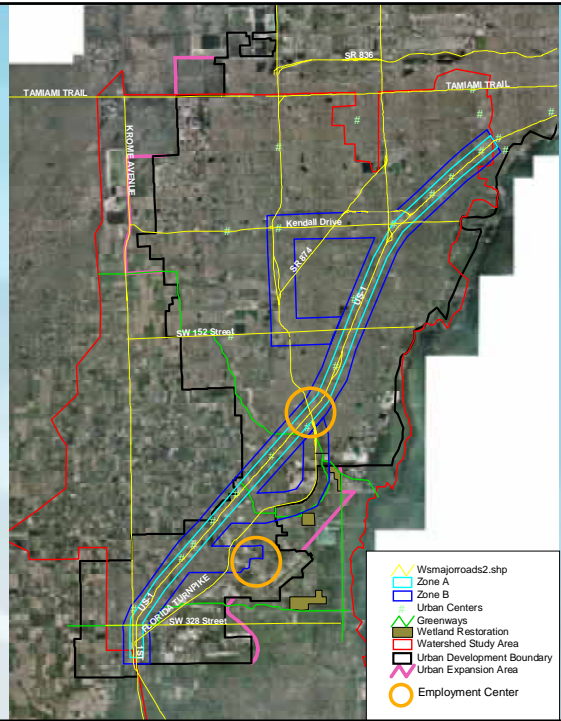 SR 836
TAMIAMI TRAIL
TAMIAMI TRAIL
KROME AVENUE
Kendall Drive
SR 874
US-1
SW 152 Street
US-1
FLORIDA TURNPIKE
SW 328 Street
US1
Wsmajorroads2.shp
Zone A
Zone B
# Urban Centers
Greenways
Wetland Restoration
Watershed Study Area
Urban Development Boundary
Urban Expansion Area
Employment Center